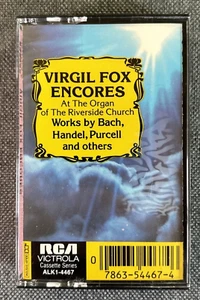 VIRGIL FOX
ENCORES
At The Organ
of The Riverside Church
Works by Bach,
Handel, Purcell
and others
RCA
VICTROLA
Cassette Series
ALK1-4467
0 7863-54467-4